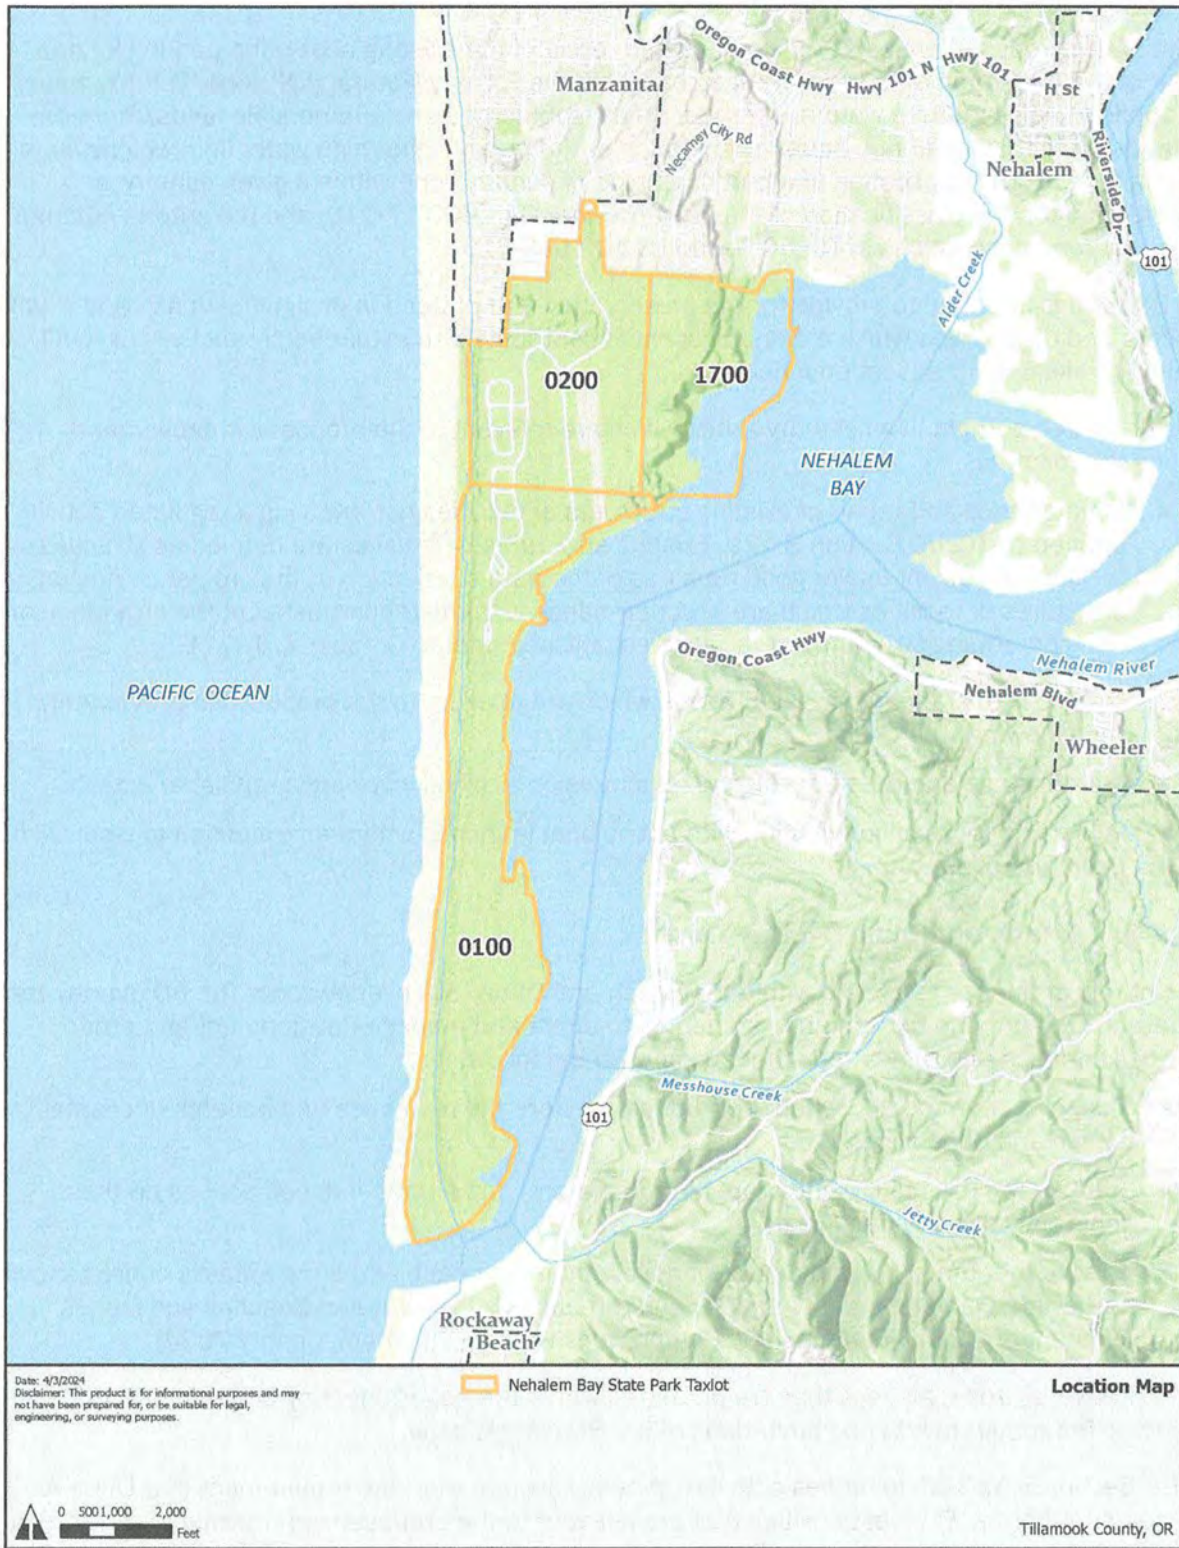 Oregon Coast Hwy Hwy 101 N Hwy 101
Manzanita
H St
Necarney City Rd
Nehalem
Riverside Dr
101
Alder Creek
0200
1700
NEHALEM
BAY
Oregon Coast Hwy
Nehalem River
PACIFIC OCEAN
Nehalem Blvd
Wheeler
0100
Messhouse Creek
101
Jetty Creek
Rockaway
Beach
Date: 4/3/2024
Disclaimer: This product is for informational purposes and may
not have been prepared for, or be suitable for legal,
engineering, or surveying purposes.
Nehalem Bay State Park Taxlot
Location Map
0 500 1,000 2,000
Feet
Tillamook County, OR